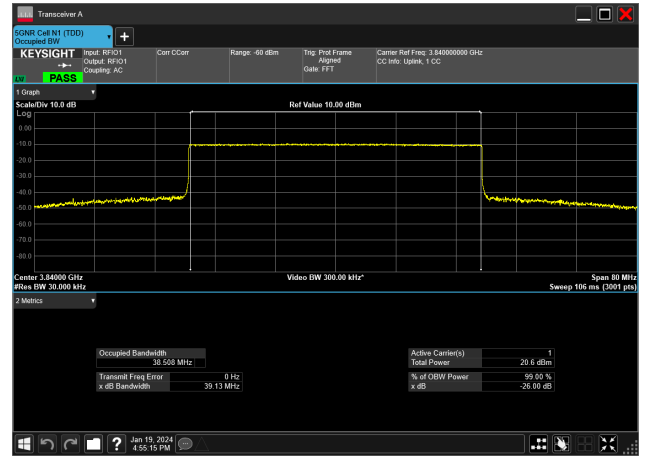 Transceiver A
5GNR Cell N1 (TDD)
Occupied BW
KEYSIGHT
Input: RFIO1
Output: RFIO1
Coupling: AC
Corr CCorr
Range: -60 dBm
Trig: Prot Frame
Aligned
Gate: FFT
Carrier Ref Freq: 3.840000000 GHz
CC Info: Uplink, 1 CC
PASS
1 Graph
Scale/Div 10.0 dB
Ref Value 10.00 dBm
Log
0.00
-10.0
-20.0
-30.0
-40.0
-50.0
-60.0
-70.0
-80.0
Center 3.84000 GHz
Video BW 300.00 kHz*
Span 80 MHz
#Res BW 30.000 kHz
Sweep 106 ms (3001 pts)
2 Metrics
Occupied Bandwidth
38.508 MHz
Active Carrier(s) 1
Total Power 20.6 dBm
Transmit Freq Error 0 Hz
x dB Bandwidth 39.13 MHz
% of OBW Power 99.00 %
x dB -26.00 dB
Jan 19, 2024
4:55:15 PM